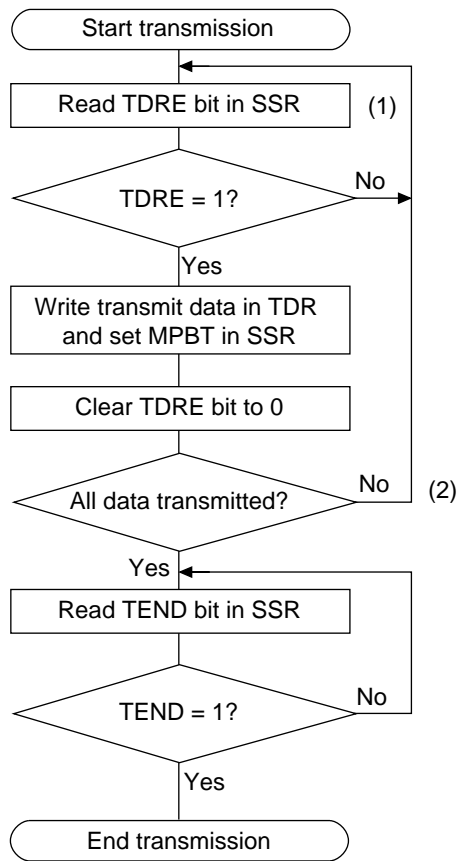 Start transmission
Read TDRE bit in SSR
(1)
TDRE = 1?
No
Yes
Write transmit data in TDR
and set MPBT in SSR
Clear TDRE bit to 0
All data transmitted?
No
(2)
Yes
Read TEND bit in SSR
TEND = 1?
No
Yes
End transmission